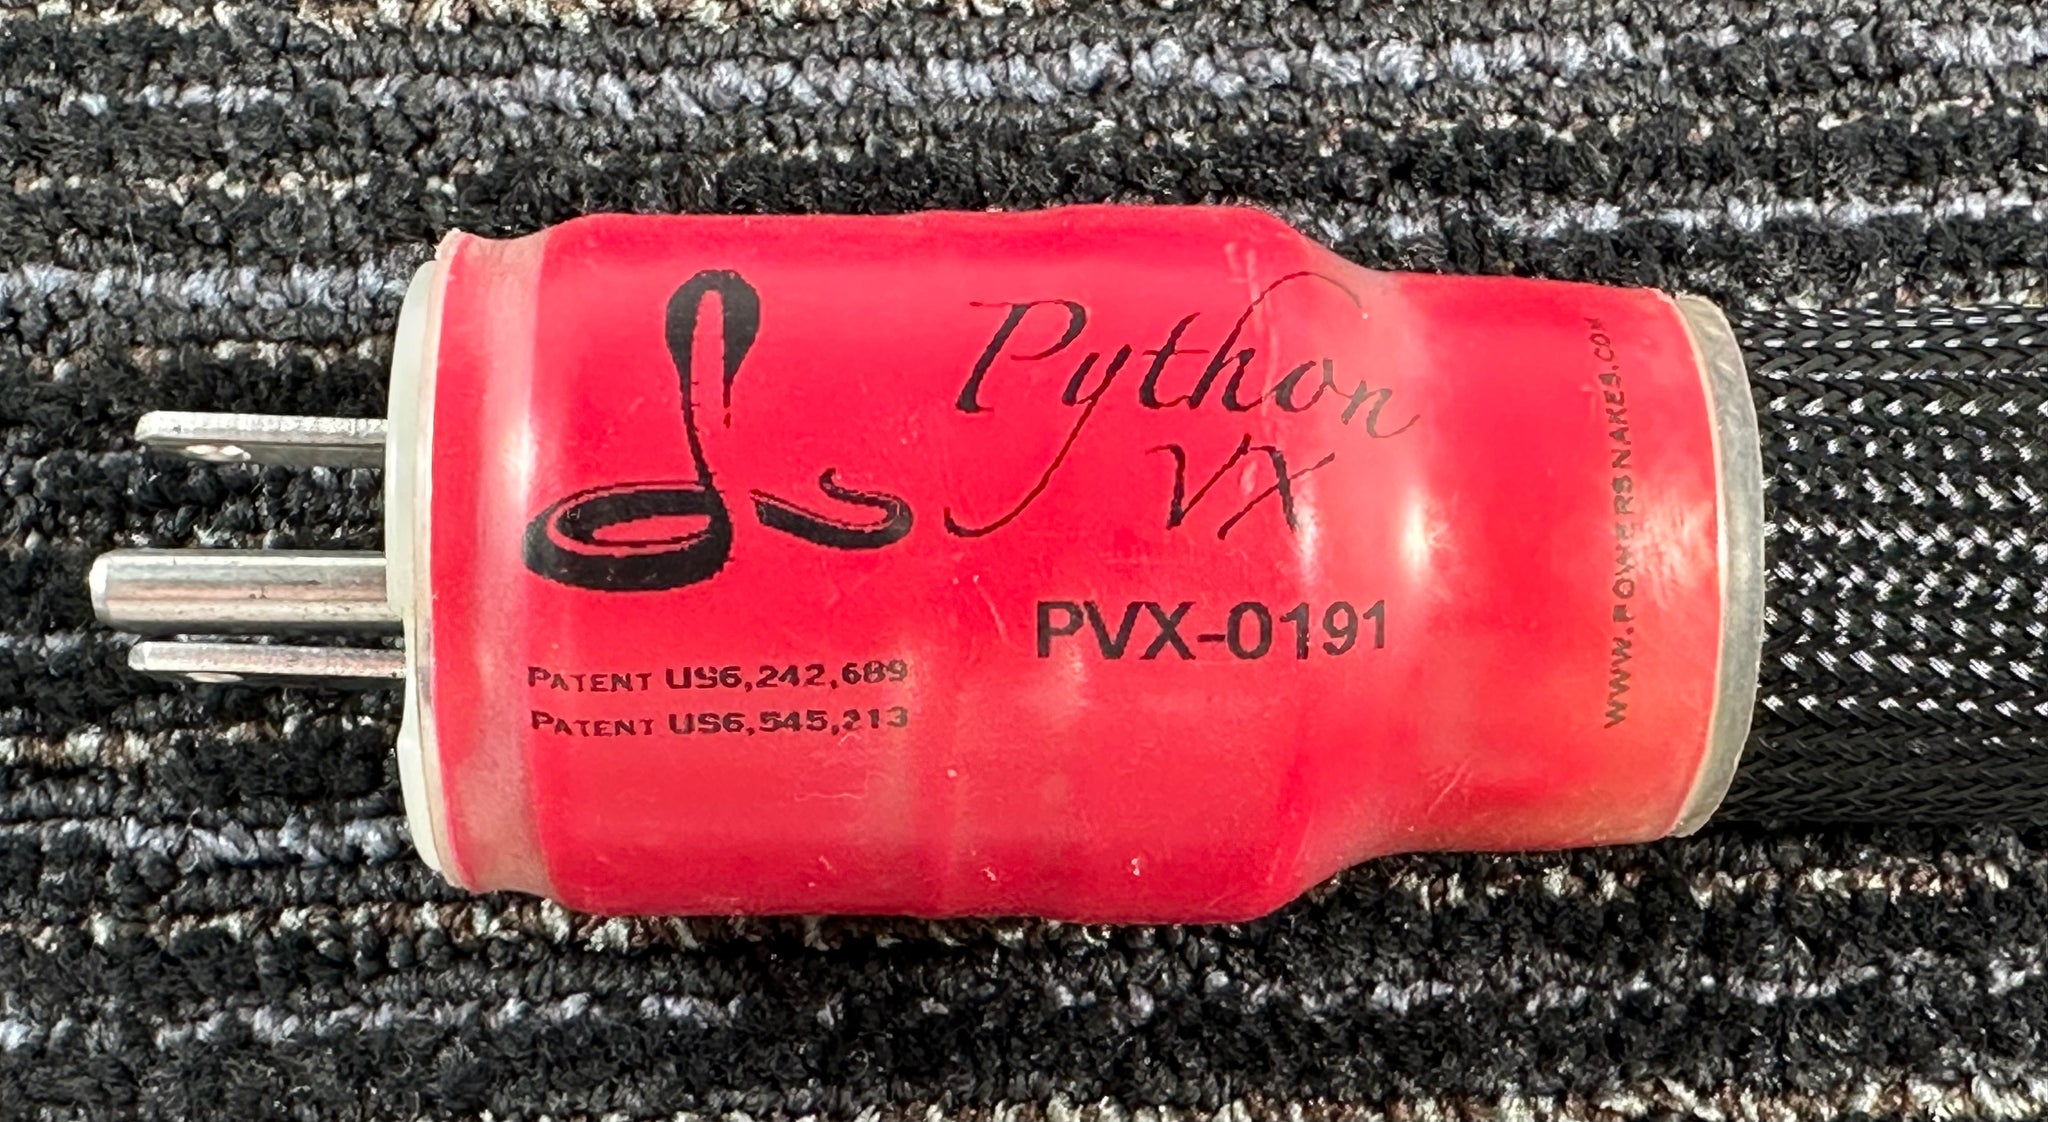 Python
VX
PVX-0191
PATENT US6,242,689
PATENT US6,545,213
WWW.POWERSNAKES.COM